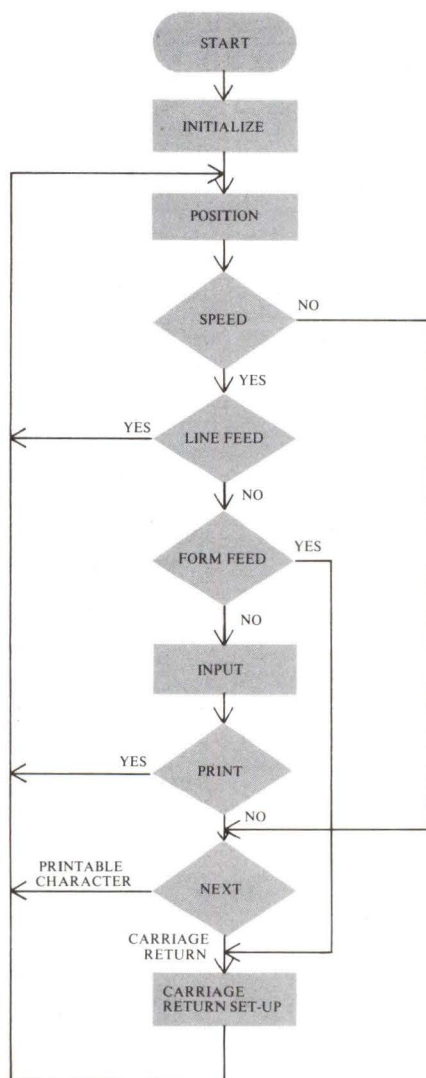 START
INITIALIZE
POSITION
SPEED
NO
YES
YES
LINE FEED
NO
FORM FEED
YES
NO
INPUT
YES
PRINT
NO
PRINTABLE
CHARACTER
NEXT
CARRIAGE
RETURN
CARRIAGE
RETURN SET-UP